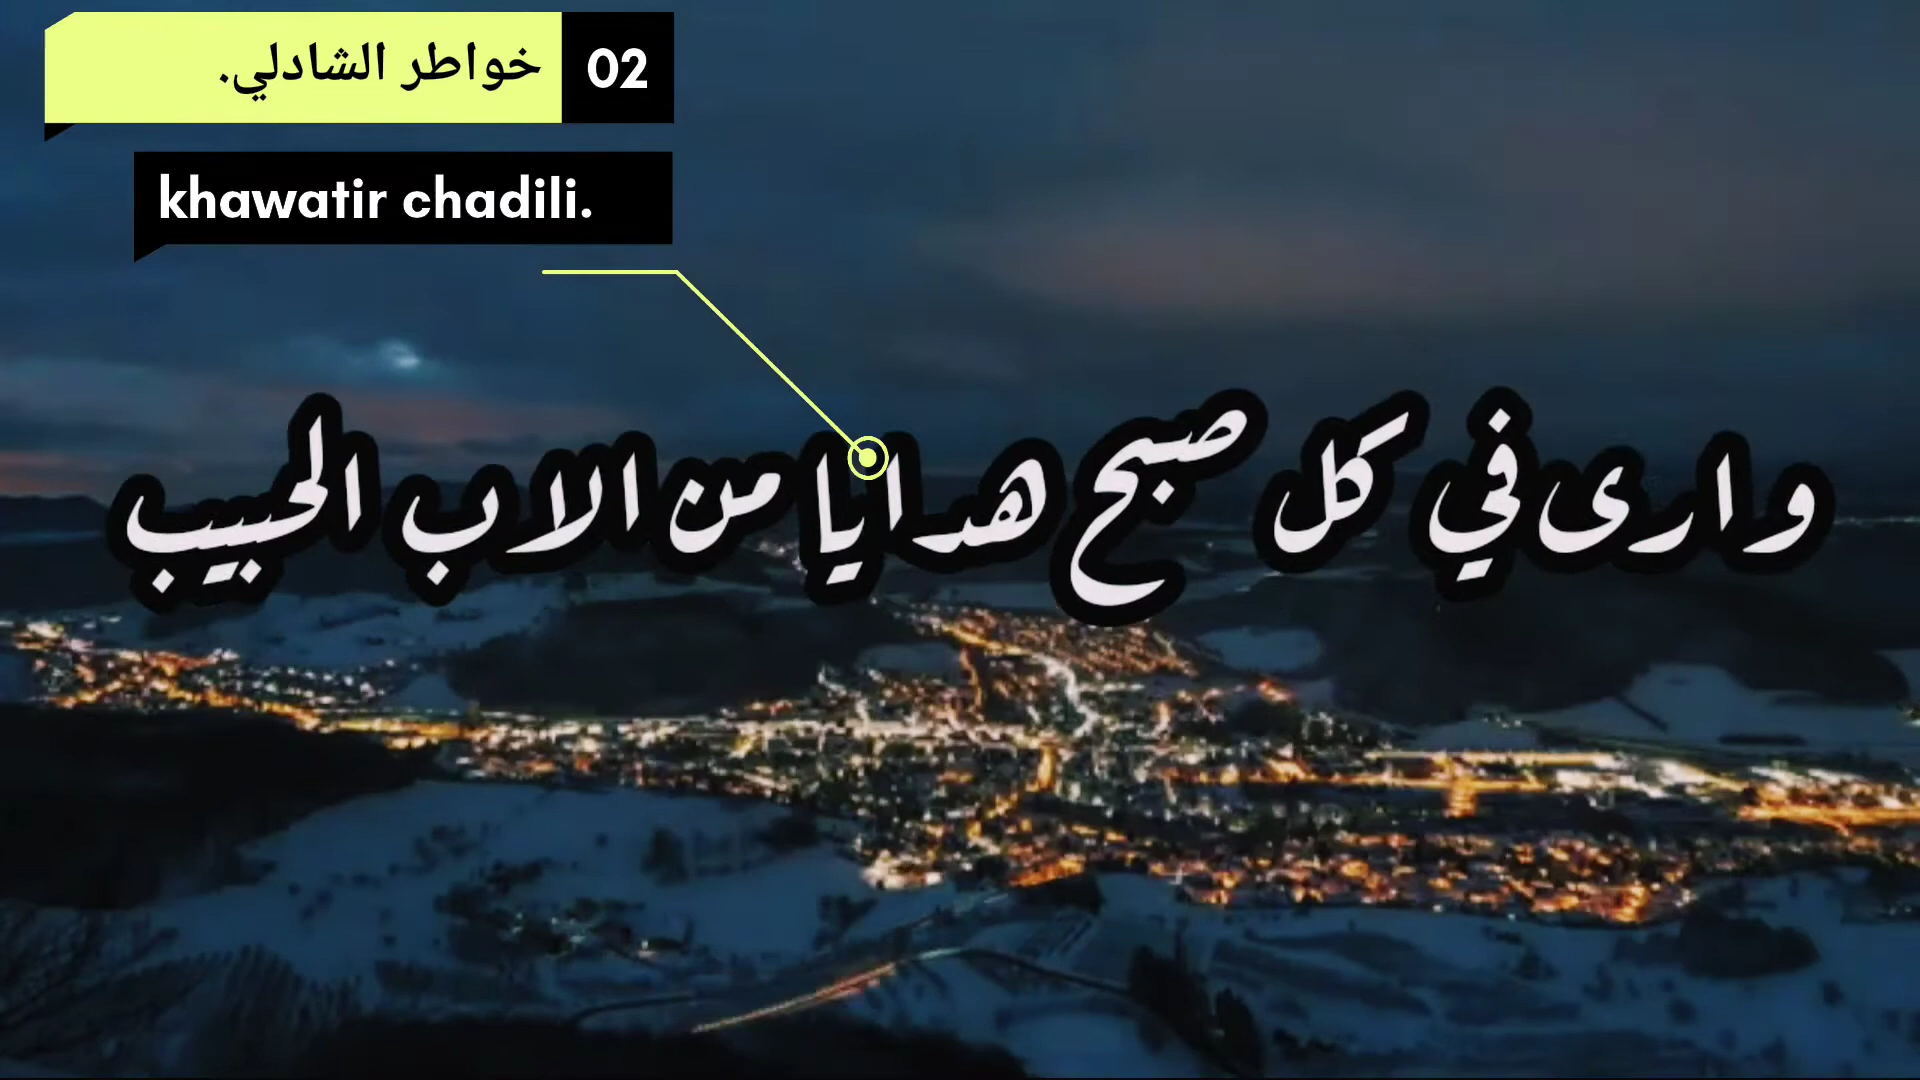 خواطر الشادلي.
02
khawatir chadili.
وارى في كل صبح هدايا من الاب الحبيب